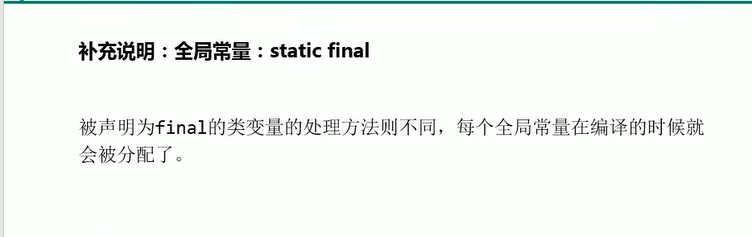 补充说明：全局常量：static final
被声明为final的类变量的处理方法则不同，每个全局常量在编译的时候就
会被分配了。